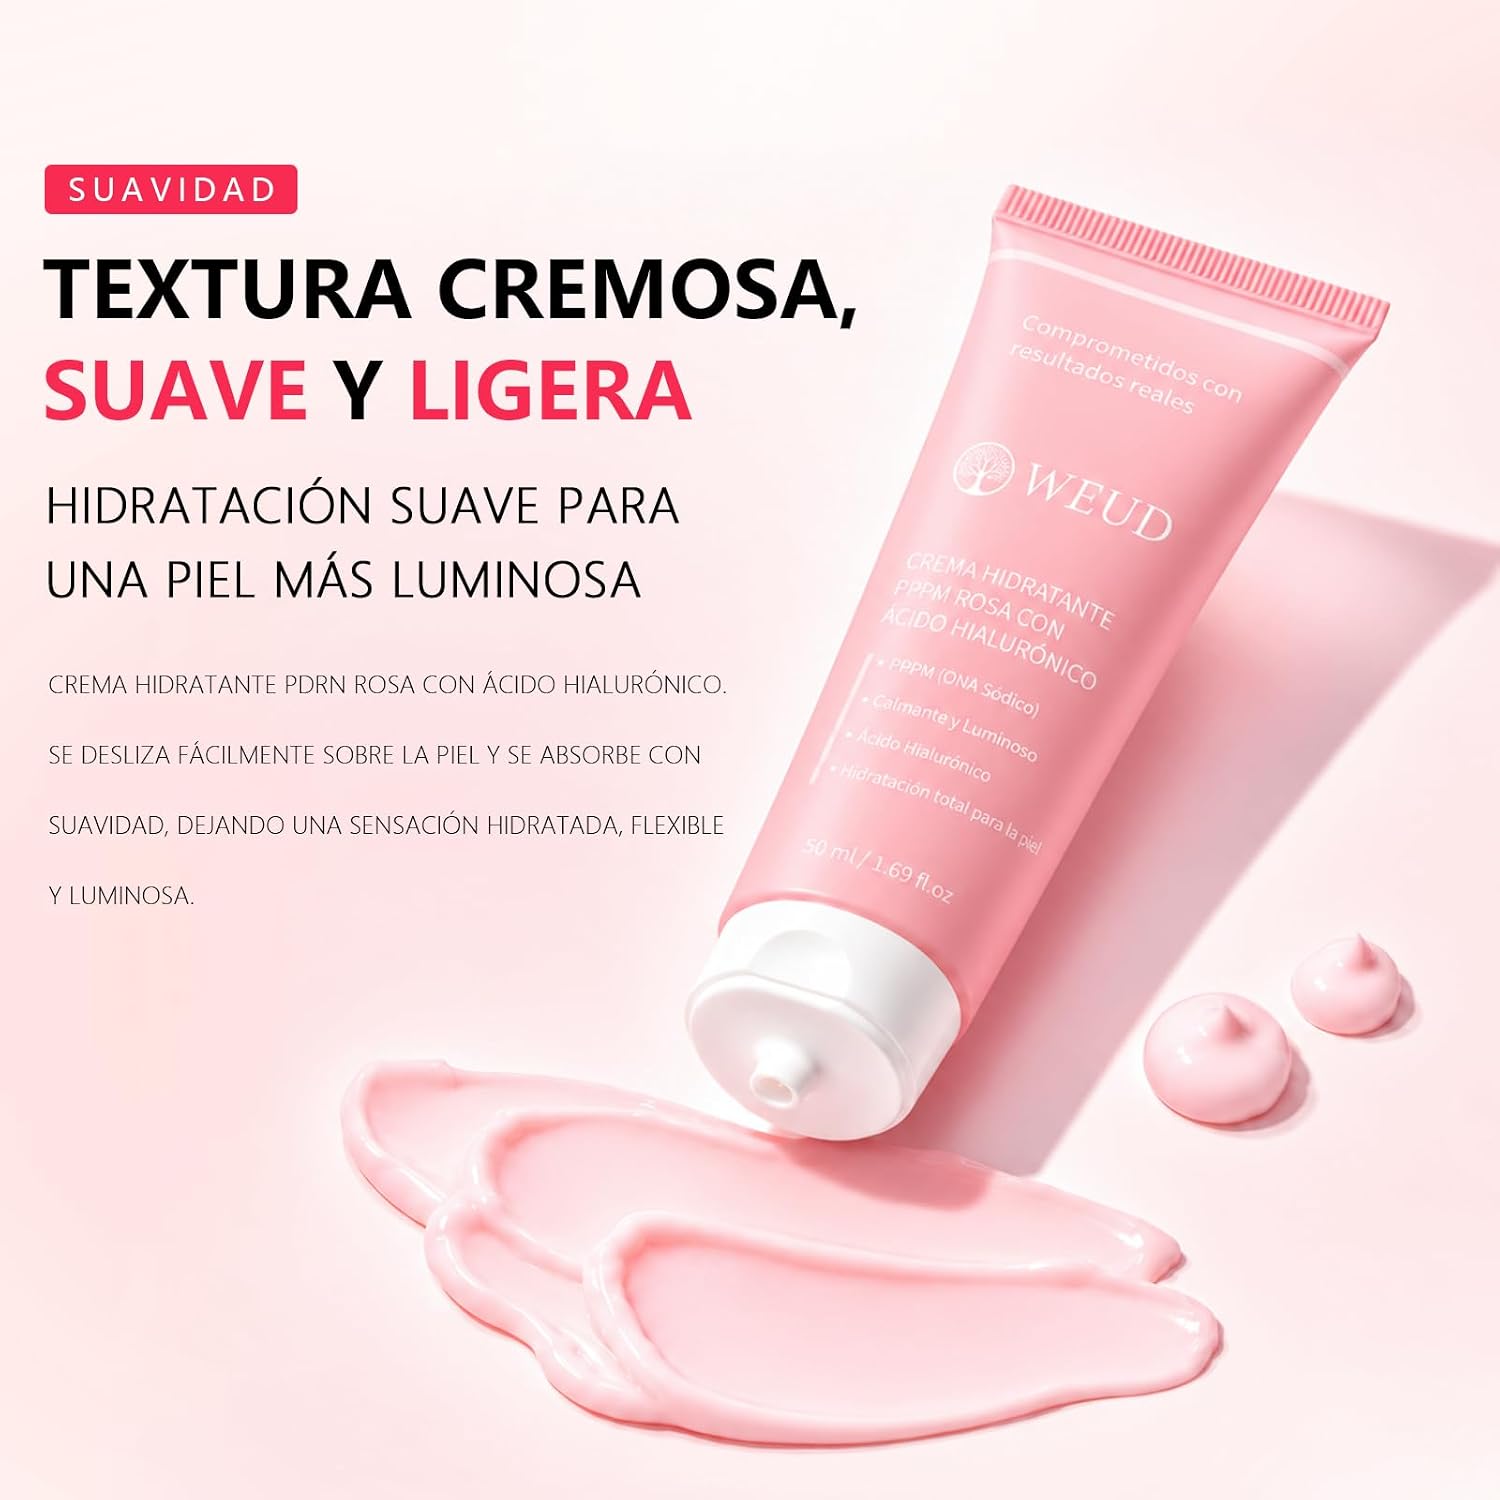 SUAVIDAD
TEXTURA CREMOSA,
SUAVE Y LIGERA
HIDRATACIÓN SUAVE PARA
UNA PIEL MÁS LUMINOSA
CREMA HIDRATANTE PDRN ROSA CON ÁCIDO HIALURÓNICO.
SE DESLIZA FÁCILMENTE SOBRE LA PIEL Y SE ABSORBE CON
SUAVIDAD, DEJANDO UNA SENSACIÓN HIDRATADA, FLEXIBLE
Y LUMINOSA.
Comprometidos con
resultados reales
WEUD
CREMA HIDRATANTE
PPPM ROSA CON
ÁCIDO HIALURÓNICO
• PPPM (DNA Sódico)
• Calmante y Luminoso
• Ácido Hialurónico
• Hidratación total para la piel
50 ml / 1.69 fl.oz